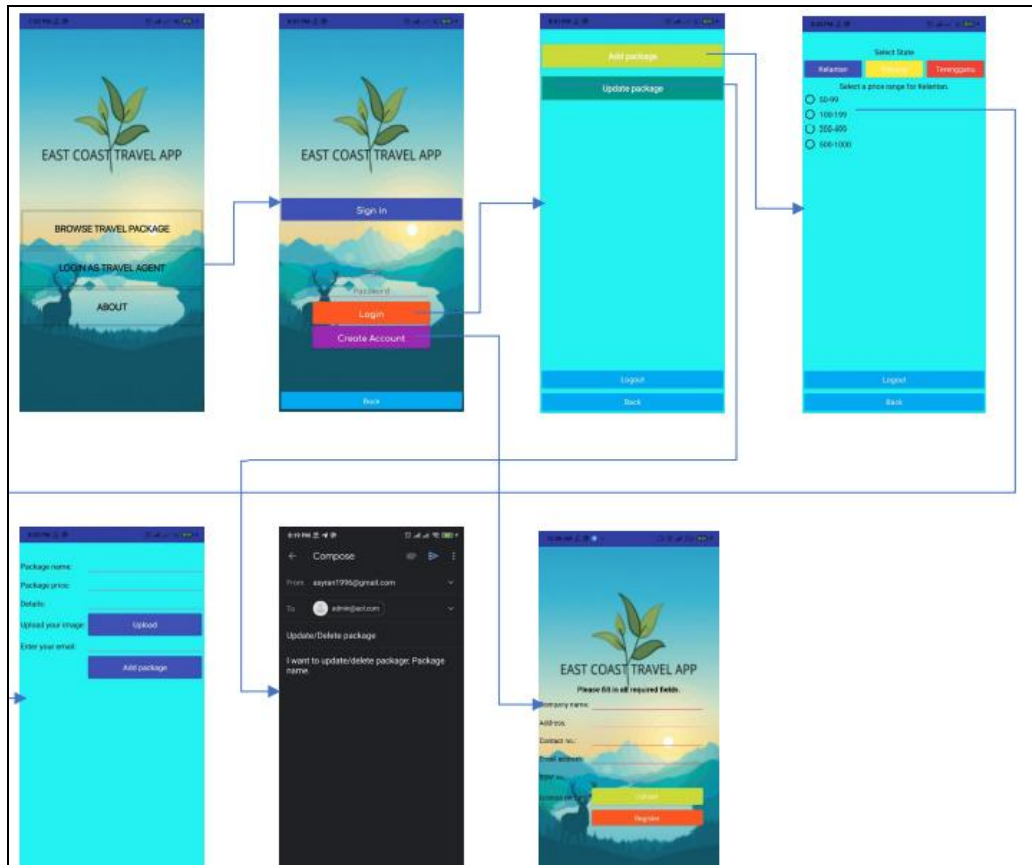 EAST COAST TRAVEL APP
BROWSE TRAVEL PACKAGE
LOGIN AS TRAVEL AGENT
ABOUT
EAST COAST TRAVEL APP
Sign in
Password
Login
Create Account
Back
Add package
Update package
Logout
Back
Select State
Kelantan
Terengganu
Select a price range for Kelantan.
50-99
100-199
200-499
500-1000
Logout
Back
Package name:
Package price:
Details:
Upload your image:
Upload
Enter your email:
Add package
Compose
From asyran1996@gmail.com
To
Update/Delete package
I want to update/delete package: Package
name
EAST COAST TRAVEL APP
Please fill in all required fields.
Company name:
Address:
Contact no.:
Email address:
Upload
Register